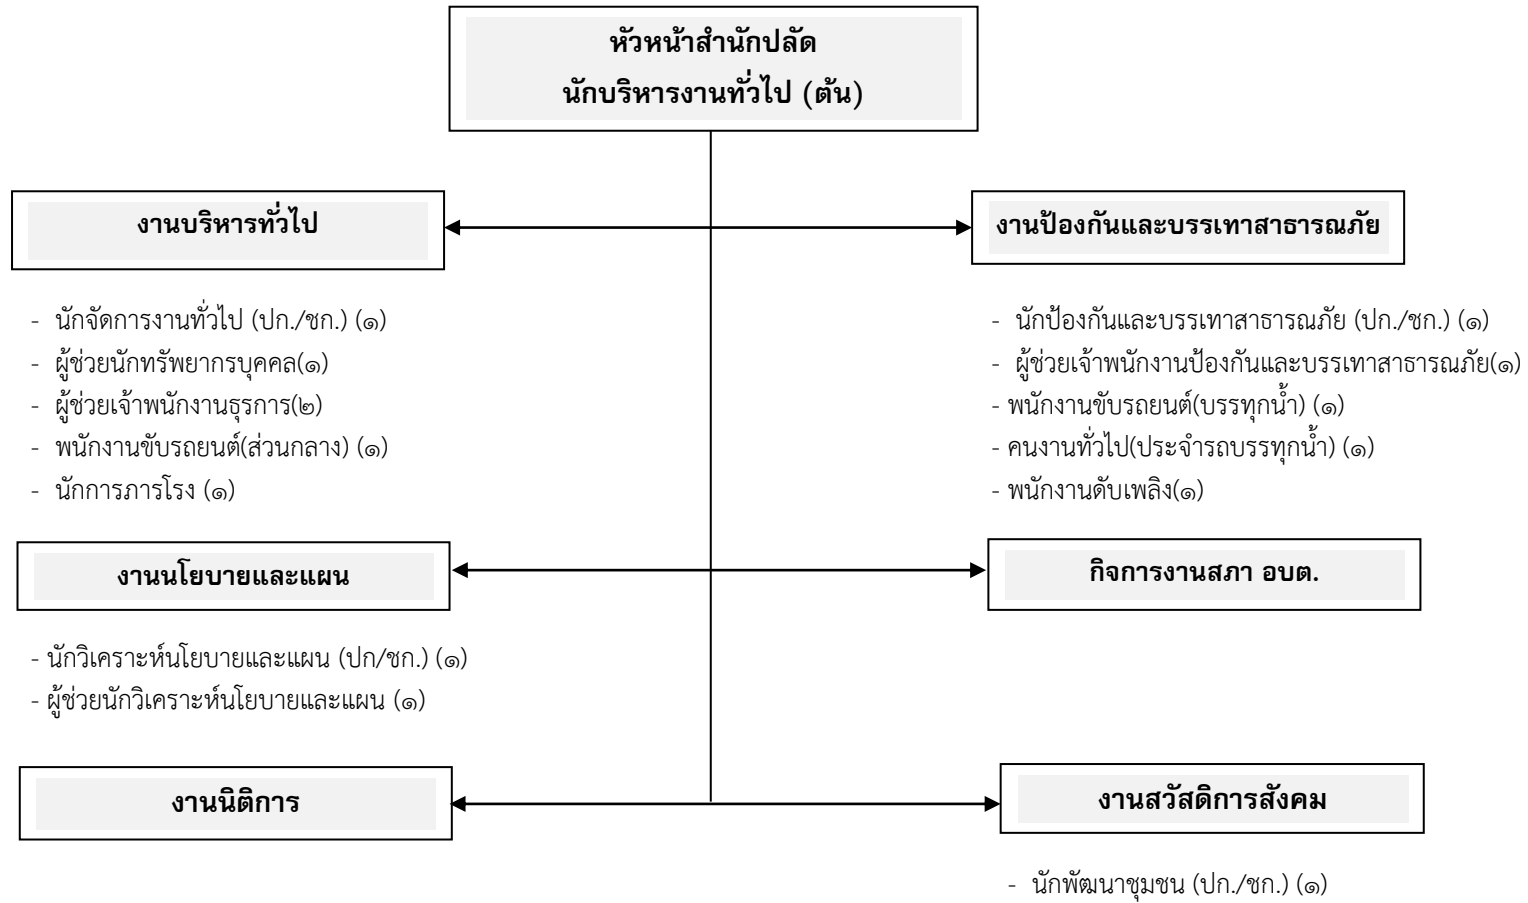 หัวหน้าสำนักปลัด
นักบริหารงานทั่วไป (ต้น)
งานบริหารทั่วไป
- นักจัดการงานทั่วไป (ปก./ชก.) (๑)
- ผู้ช่วยนักทรัพยากรบุคคล(๑)
- ผู้ช่วยเจ้าพนักงานธุรการ(๒)
- พนักงานขับรถยนต์(ส่วนกลาง) (๑)
- นักการภารโรง (๑)
งานป้องกันและบรรเทาสาธารณภัย
- นักป้องกันและบรรเทาสาธารณภัย (ปก./ชก.) (๑)
- ผู้ช่วยเจ้าพนักงานป้องกันและบรรเทาสาธารณภัย(๑)
- พนักงานขับรถยนต์(บรรทุกน้ำ) (๑)
- คนงานทั่วไป(ประจำรถบรรทุกน้ำ) (๑)
- พนักงานดับเพลิง(๑)
งานนโยบายและแผน
- นักวิเคราะห์นโยบายและแผน (ปก/ชก.) (๑)
- ผู้ช่วยนักวิเคราะห์นโยบายและแผน (๑)
กิจการงานสภา อบต.
งานนิติการ
งานสวัสดิการสังคม
- นักพัฒนาชุมชน (ปก./ชก.) (๑)